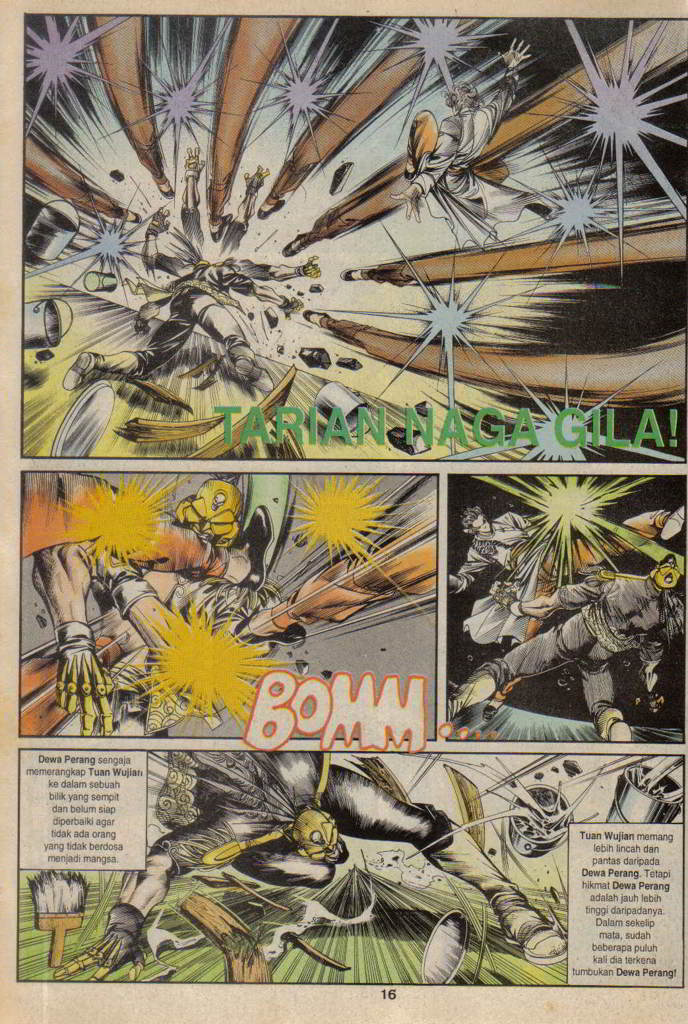 TARIAN NAGA GILA!
BOMM....
Dewa Perang sengaja
memerangkap Tuan Wujian
ke dalam sebuah
bilik yang sempit
dan belum siap
diperbaiki agar
tidak ada orang
yang tidak berdosa
menjadi mangsa.
Tuan Wujian memang
lebih lincah dan
pantas daripada
Dewa Perang. Tetapi
hikmat Dewa Perang
adalah jauh lebih
tinggi daripadanya.
Dalam sekelip
mata, sudah
beberapa puluh
kali dia terkena
tumbukan Dewa Perang!
16